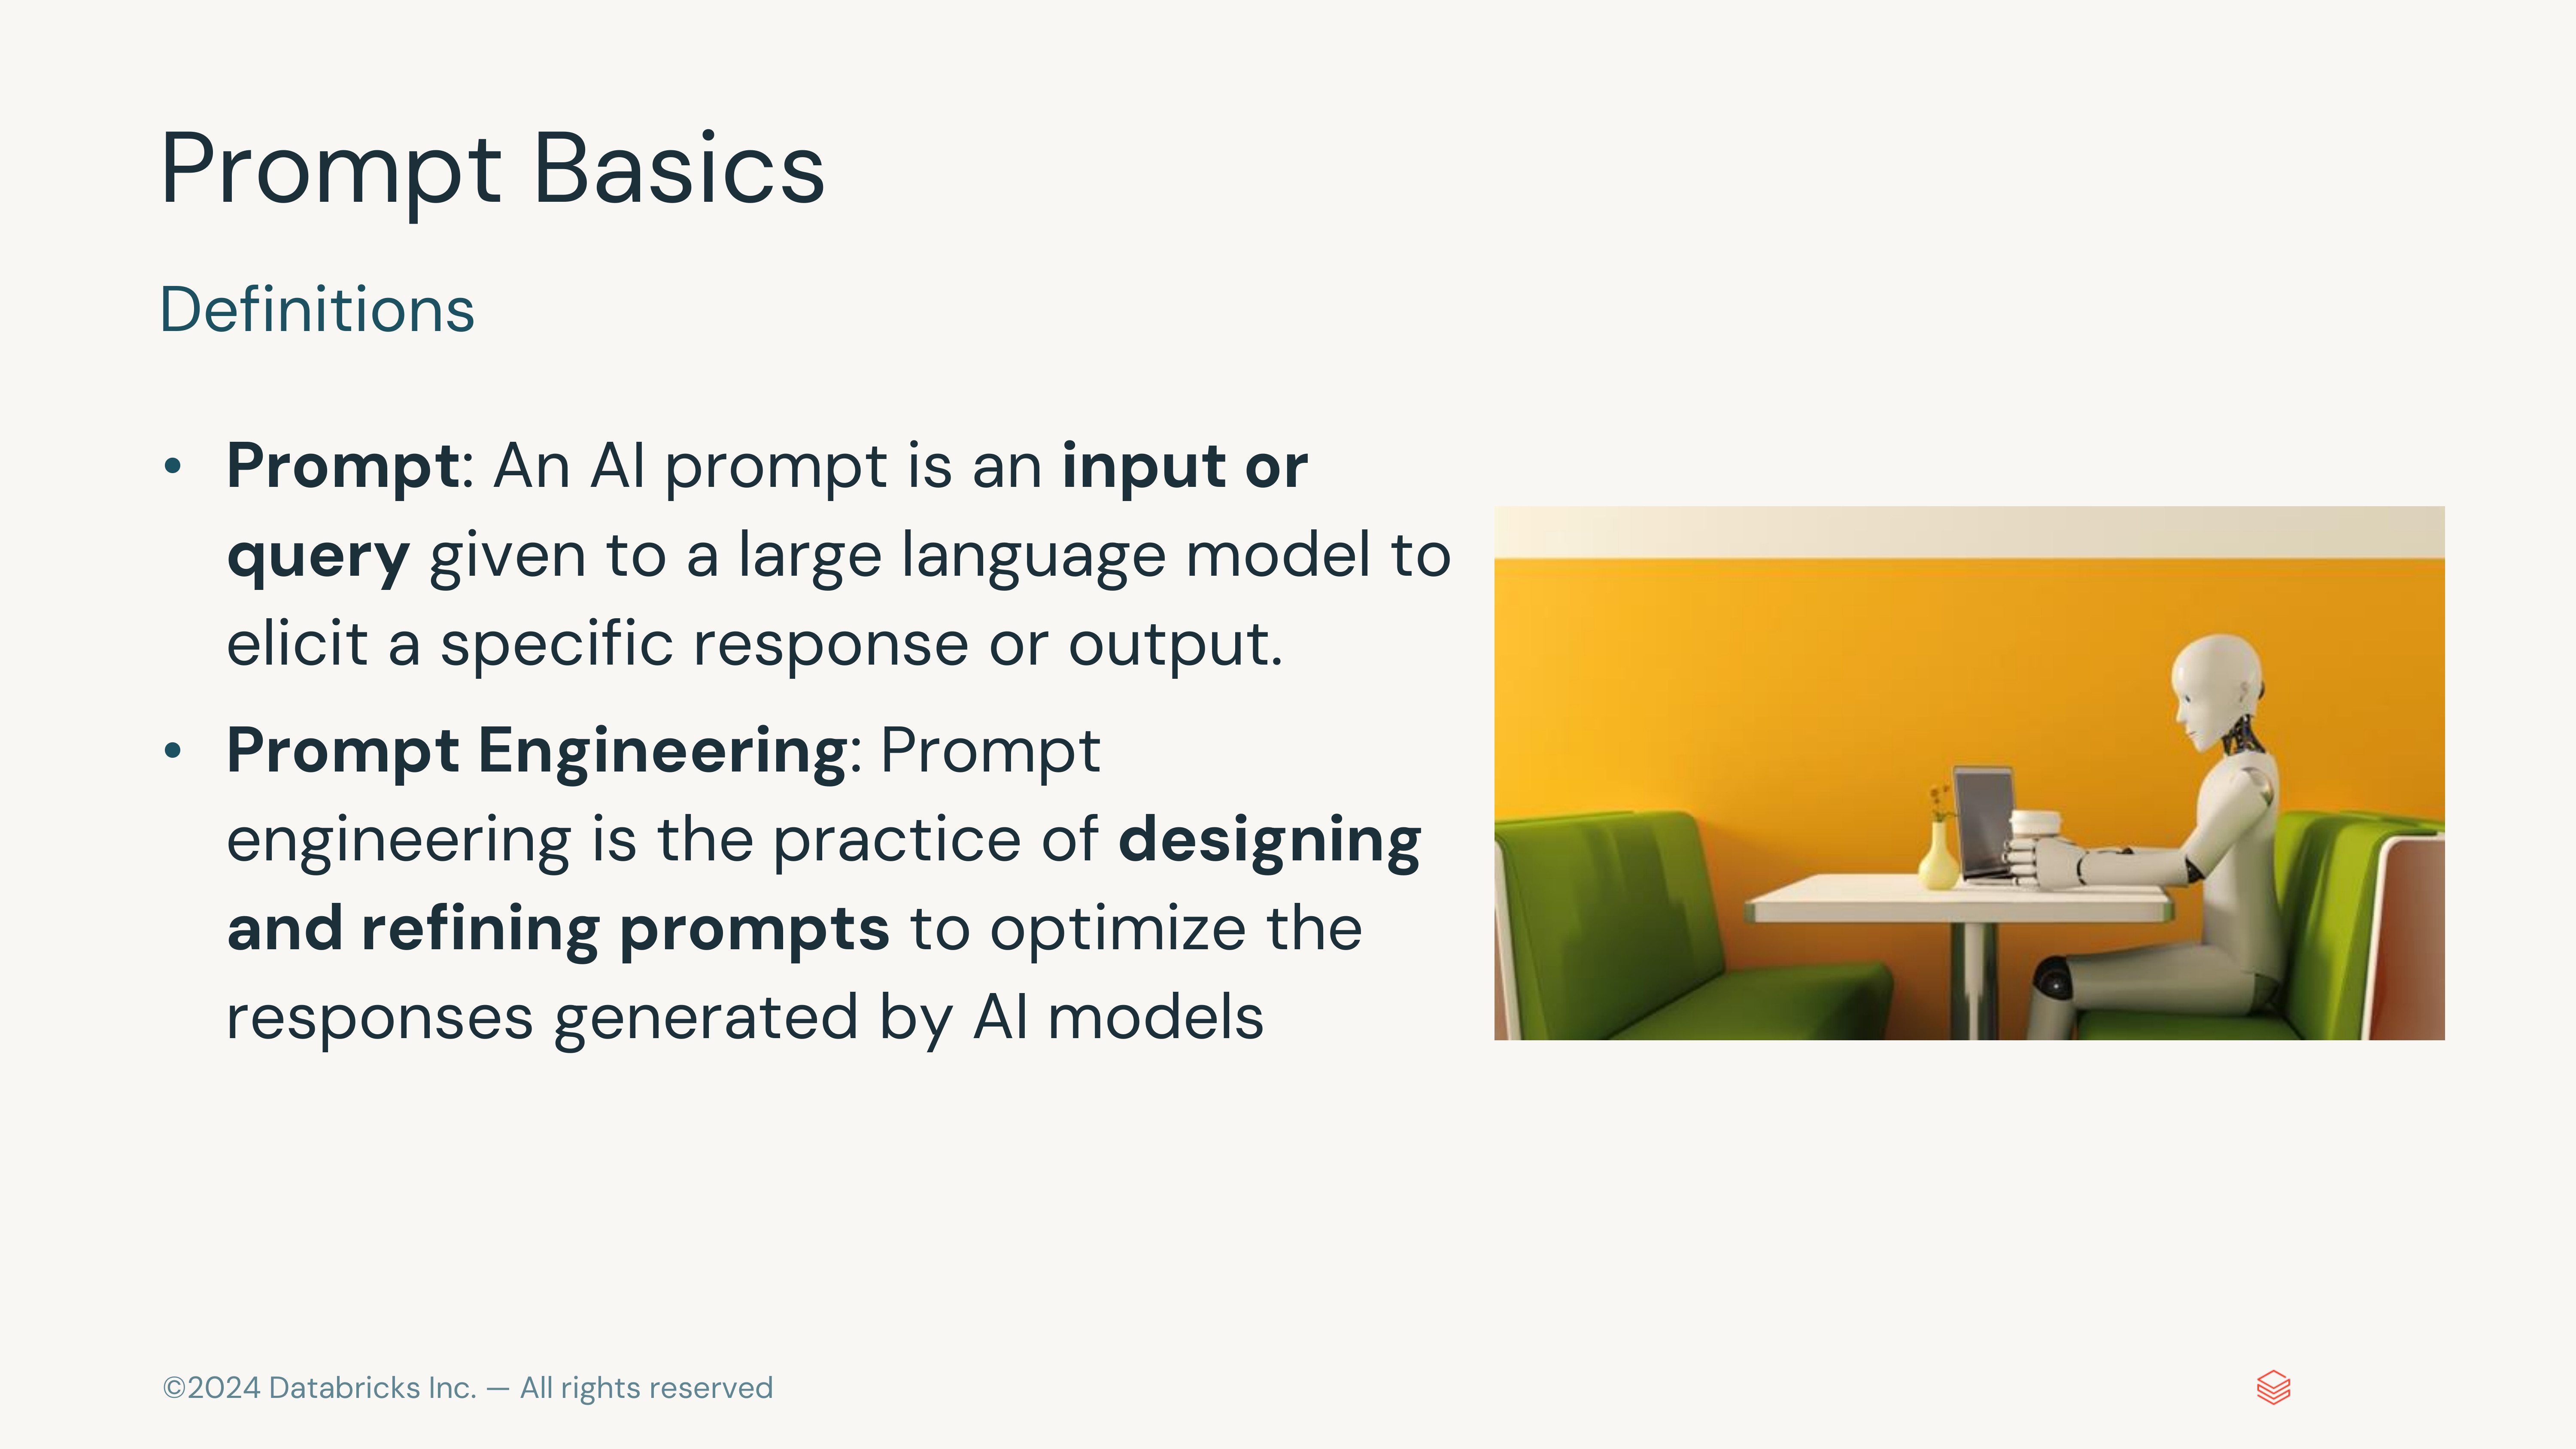 Prompt Basics
Definitions
• Prompt: An AI prompt is an input or
query given to a large language model to
elicit a specific response or output.
• Prompt Engineering: Prompt
engineering is the practice of designing
and refining prompts to optimize the
responses generated by AI models
©2024 Databricks Inc. — All rights reserved